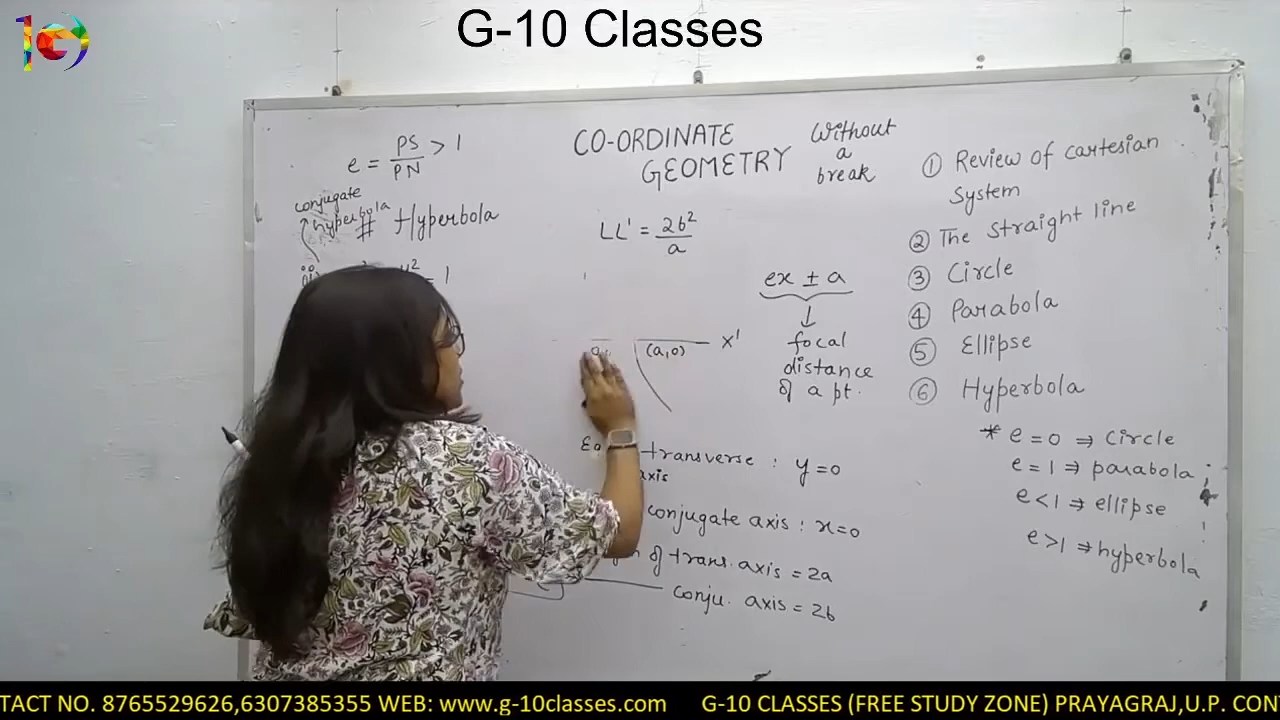 G-10 Classes
CO-ORDINATE
GEOMETRY
Without
a
break
e = PS/PN > 1
conjugate
hyperbola
# Hyperbola
LL' = 2b²/a
ex ± a
focal
distance
of a pt.
(a,0)
X'
transverse : y=0
axis
conjugate axis : x=0
of trans. axis = 2a
conju. axis = 2b
① Review of cartesian
System
② The straight line
③ Circle
④ Parabola
⑤ Ellipse
⑥ Hyperbola
* e = 0 ⇒ Circle
e = 1 ⇒ parabola
e < 1 ⇒ ellipse
e > 1 ⇒ hyperbola
TACT NO. 8765529626,6307385355 WEB: www.g-10classes.com G-10 CLASSES (FREE STUDY ZONE) PRAYAGRAJ,U.P. CON